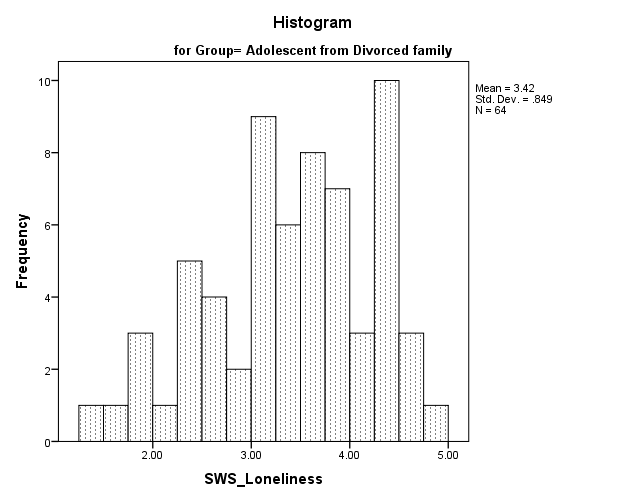 Histogram
for Group= Adolescent from Divorced family
Mean = 3.42
Std. Dev. = .849
N = 64
Frequency
10
8
6
4
2
0
2.00 3.00 4.00 5.00
SWS_Loneliness